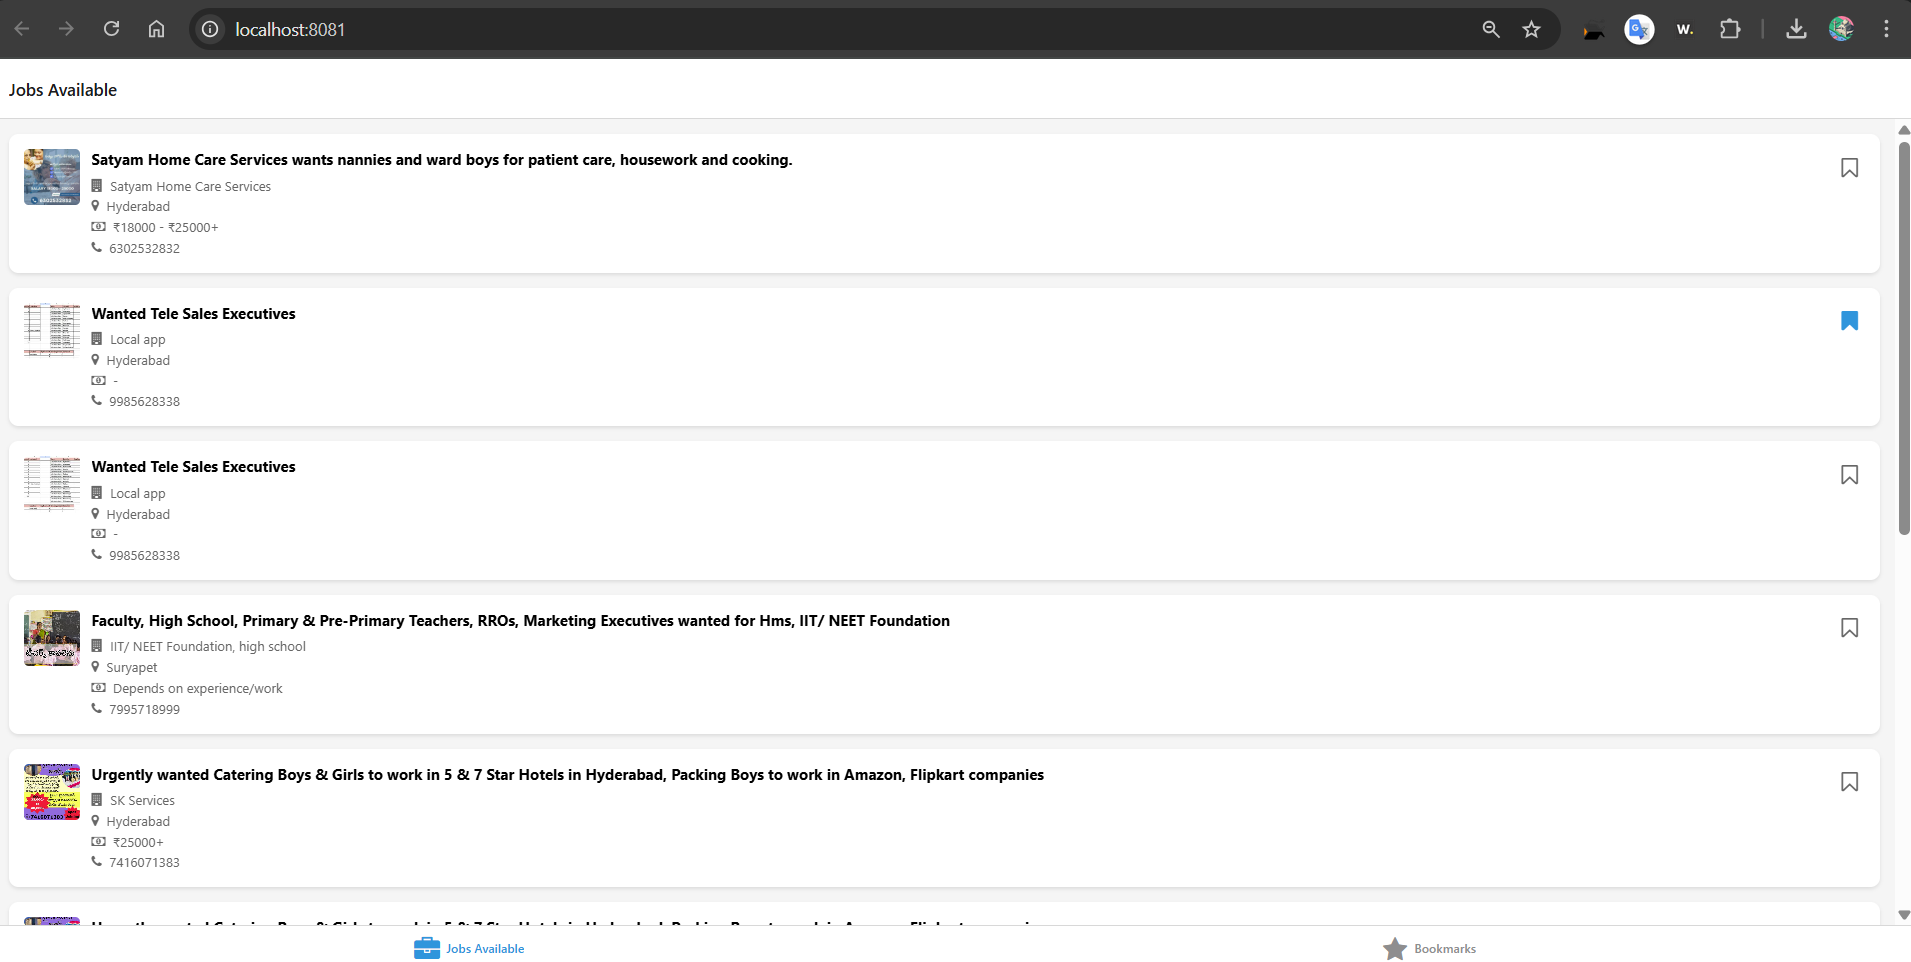 localhost:8081
W.
Jobs Available
Satyam Home Care Services wants nannies and ward boys for patient care, housework and cooking.
Satyam Home Care Services
Hyderabad
₹18000 - ₹25000+
6302532832
Wanted Tele Sales Executives
Local app
Hyderabad
-
9985628338
Wanted Tele Sales Executives
Local app
Hyderabad
-
9985628338
Faculty, High School, Primary & Pre-Primary Teachers, RROs, Marketing Executives wanted for Hms, IIT/ NEET Foundation
IIT/ NEET Foundation, high school
Suryapet
Depends on experience/work
7995718999
Urgently wanted Catering Boys & Girls to work in 5 & 7 Star Hotels in Hyderabad, Packing Boys to work in Amazon, Flipkart companies
SK Services
Hyderabad
₹25000+
7416071383
Jobs Available
Bookmarks